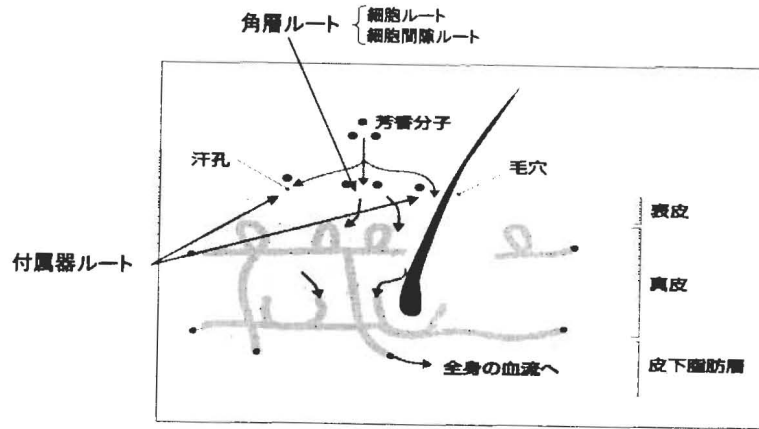 角層ルート
細胞ルート
細胞間隙ルート
芳香分子
汗孔
毛穴
表皮
付属器ルート
真皮
全身の血流へ
皮下脂肪層